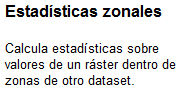 Estadísticas zonales
Calcula estadísticas sobre
valores de un ráster dentro de
zonas de otro dataset.